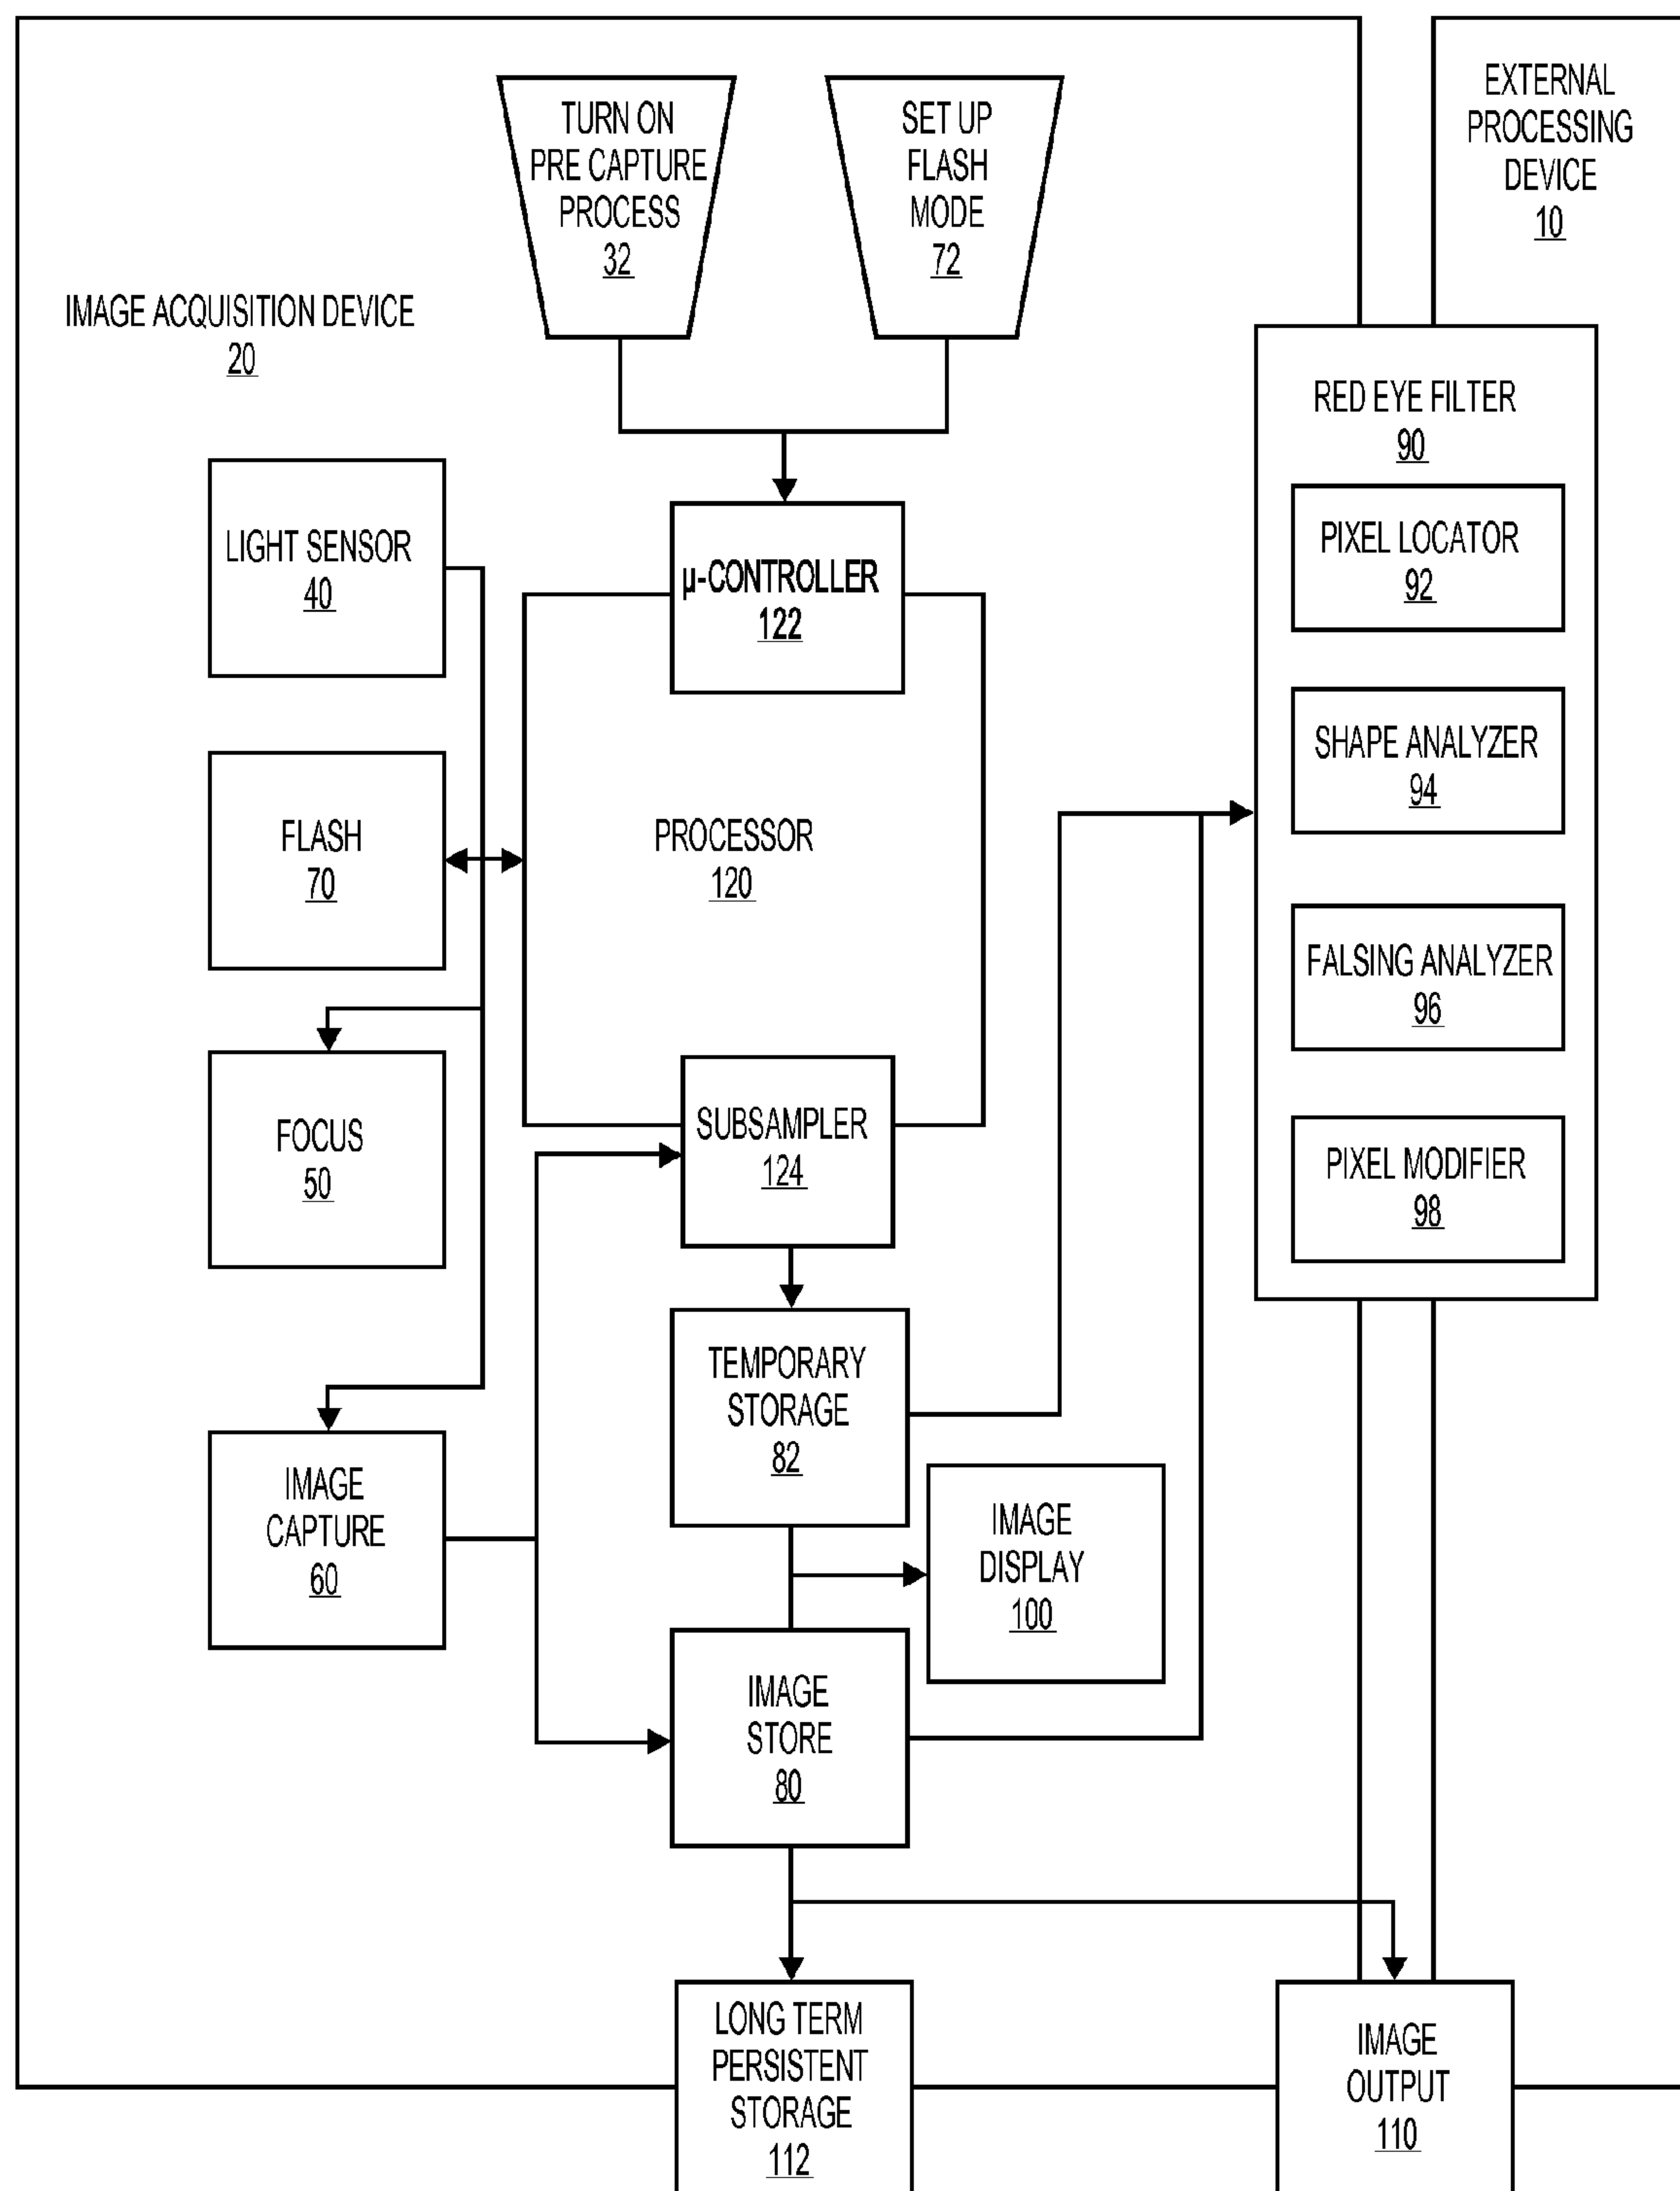 TURN ON
PRE CAPTURE
PROCESS
32
SET UP
FLASH
MODE
72
EXTERNAL
PROCESSING
DEVICE
10
IMAGE ACQUISITION DEVICE
20
RED EYE FILTER
90
PIXEL LOCATOR
92
SHAPE ANALYZER
94
FALSING ANALYZER
96
PIXEL MODIFIER
98
LIGHT SENSOR
40
µ-CONTROLLER
122
FLASH
70
PROCESSOR
120
FOCUS
50
SUBSAMPLER
124
TEMPORARY
STORAGE
82
IMAGE
CAPTURE
60
IMAGE
DISPLAY
100
IMAGE
STORE
80
LONG TERM
PERSISTENT
STORAGE
112
IMAGE
OUTPUT
110